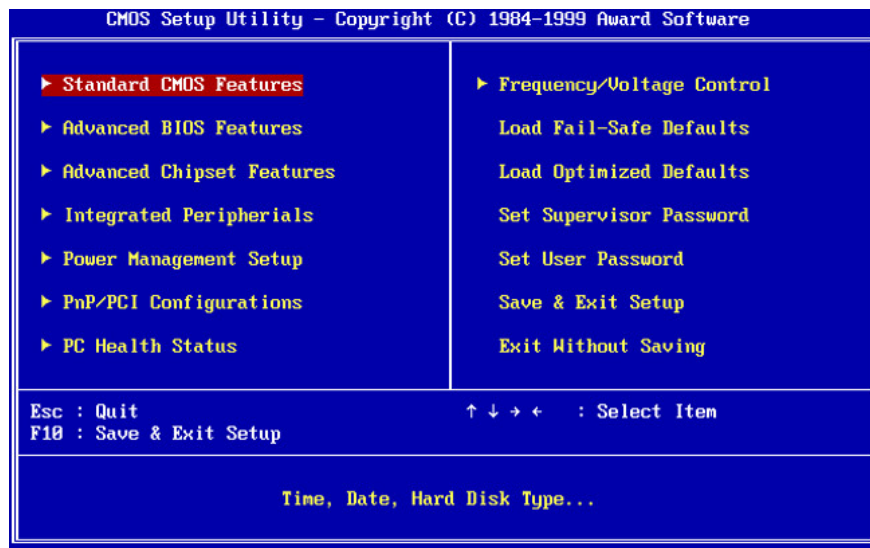 CMOS Setup Utility - Copyright (C) 1984-1999 Award Software
► Standard CMOS Features
► Advanced BIOS Features
► Advanced Chipset Features
► Integrated Peripherials
► Power Management Setup
► PnP/PCI Configurations
► PC Health Status
► Frequency/Voltage Control
Load Fail-Safe Defaults
Load Optimized Defaults
Set Supervisor Password
Set User Password
Save & Exit Setup
Exit Without Saving
Esc : Quit
F10 : Save & Exit Setup
↑ ↓ → ← : Select Item
Time, Date, Hard Disk Type...